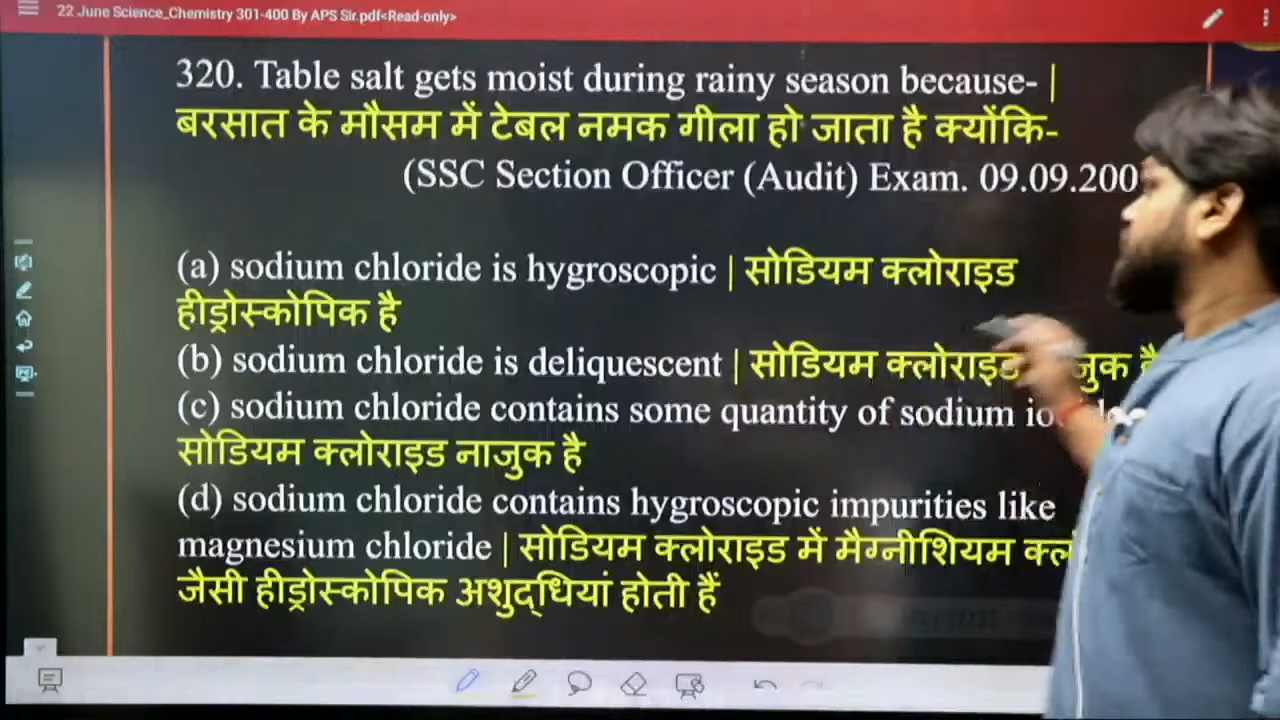 22 June Science_Chemistry 301-400 By APS Sir.pdf<Read-only>
320. Table salt gets moist during rainy season because- |
बरसात के मौसम में टेबल नमक गीला हो जाता है क्योंकि-
(SSC Section Officer (Audit) Exam. 09.09.200
(a) sodium chloride is hygroscopic | सोडियम क्लोराइड
हीड्रोस्कोपिक है
(b) sodium chloride is deliquescent | सोडियम
(c) sodium chloride contains some quantity of sodium
सोडियम क्लोराइड नाजुक है
(d) sodium chloride contains hygroscopic impurities like
magnesium chloride | सोडियम क्लोराइड में मैग्नीशियम
जैसी हीड्रोस्कोपिक अशुद्धियां होती हैं